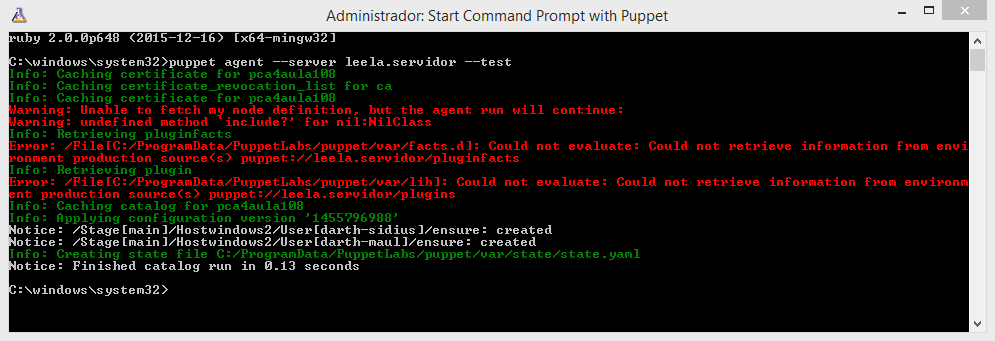 Administrador: Start Command Prompt with Puppet
ruby 2.0.0p648 (2015-12-16) [x64-mingw32]
C:\windows\system32>puppet agent --server leela.servidor --test
Info: Caching certificate for pca4aula108
Info: Caching certificate_revocation_list for ca
Info: Caching certificate for pca4aula108
Warning: Unable to fetch my node definition, but the agent run will continue:
Warning: undefined method `include?' for nil:NilClass
Info: Retrieving pluginfacts
Error: /File[C:/ProgramData/PuppetLabs/puppet/var/facts.d]: Could not evaluate: Could not retrieve information from envi
ronment production source(s) puppet://leela.servidor/pluginfacts
Info: Retrieving plugin
Error: /File[C:/ProgramData/PuppetLabs/puppet/var/lib]: Could not evaluate: Could not retrieve information from environm
ent production source(s) puppet://leela.servidor/plugins
Info: Caching catalog for pca4aula108
Info: Applying configuration version '1455796988'
Notice: /Stage[main]/Hostwindows2/User[darth-sidius]/ensure: created
Notice: /Stage[main]/Hostwindows2/User[darth-maul]/ensure: created
Info: Creating state file C:/ProgramData/PuppetLabs/puppet/var/state/state.yaml
Notice: Finished catalog run in 0.13 seconds
C:\windows\system32>